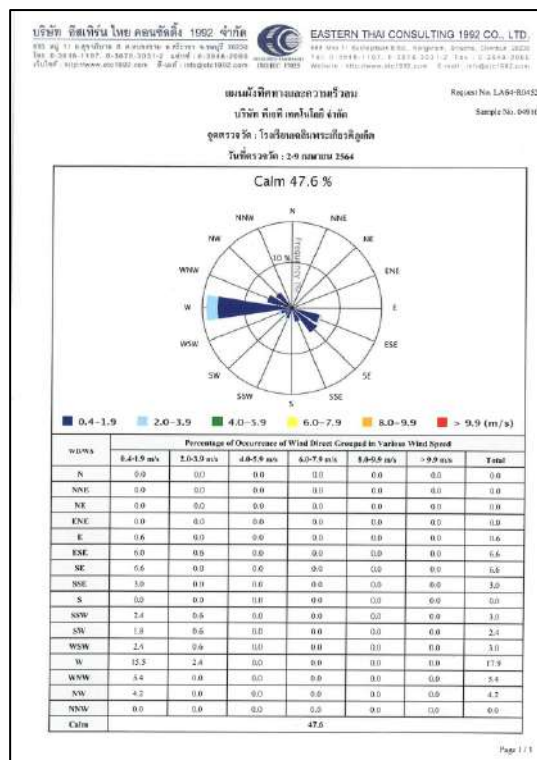 บริษัท อีสเทิร์น ไทย คอนซัลติ้ง 1992 จำกัด
EASTERN THAI CONSULTING 1992 CO., LTD.
แผนผังทิศทางและความเร็วลม
Request No. LA64-R0452
จุดตรวจวัด : โรงเรียนเฉลิมพระเกียรติภูเก็ต
วันที่ตรวจวัด : 2-9 กุมภาพันธ์ 2564
Calm 47.6 %
N
NNW NNE
NW NE
WNW 10 % ENE
W E
WSW ESE
SW SE
SSW SSE
S
0.4-1.9 2.0-3.9 4.0-5.9 6.0-7.9 8.0-9.9 > 9.9 (m/s)
WD/WS Percentage of Occurrence of Wind Direct Grouped in Various Wind Speed
0.4-1.9 m/s 2.0-3.9 m/s 4.0-5.9 m/s 6.0-7.9 m/s 8.0-9.9 m/s > 9.9 m/s Total
N 0.0 0.0 0.0 0.0 0.0 0.0 0.0
NNE 0.0 0.0 0.0 0.0 0.0 0.0 0.0
NE 0.0 0.0 0.0 0.0 0.0 0.0 0.0
ENE 0.0 0.0 0.0 0.0 0.0 0.0 0.0
E 0.6 0.0 0.0 0.0 0.0 0.0 0.6
ESE 6.0 0.6 0.0 0.0 0.0 0.0 6.6
SE 6.6 0.0 0.0 0.0 0.0 0.0 6.6
SSE 3.0 0.0 0.0 0.0 0.0 0.0 3.0
S 0.0 0.0 0.0 0.0 0.0 0.0 0.0
SSW 2.4 0.6 0.0 0.0 0.0 0.0 3.0
SW 1.8 0.6 0.0 0.0 0.0 0.0 2.4
WSW 2.4 0.6 0.0 0.0 0.0 0.0 3.0
W 15.5 2.4 0.0 0.0 0.0 0.0 17.9
WNW 5.4 0.0 0.0 0.0 0.0 0.0 5.4
NW 4.2 0.0 0.0 0.0 0.0 0.0 4.2
NNW 0.0 0.0 0.0 0.0 0.0 0.0 0.0
Calm 47.6
Page 1 / 1